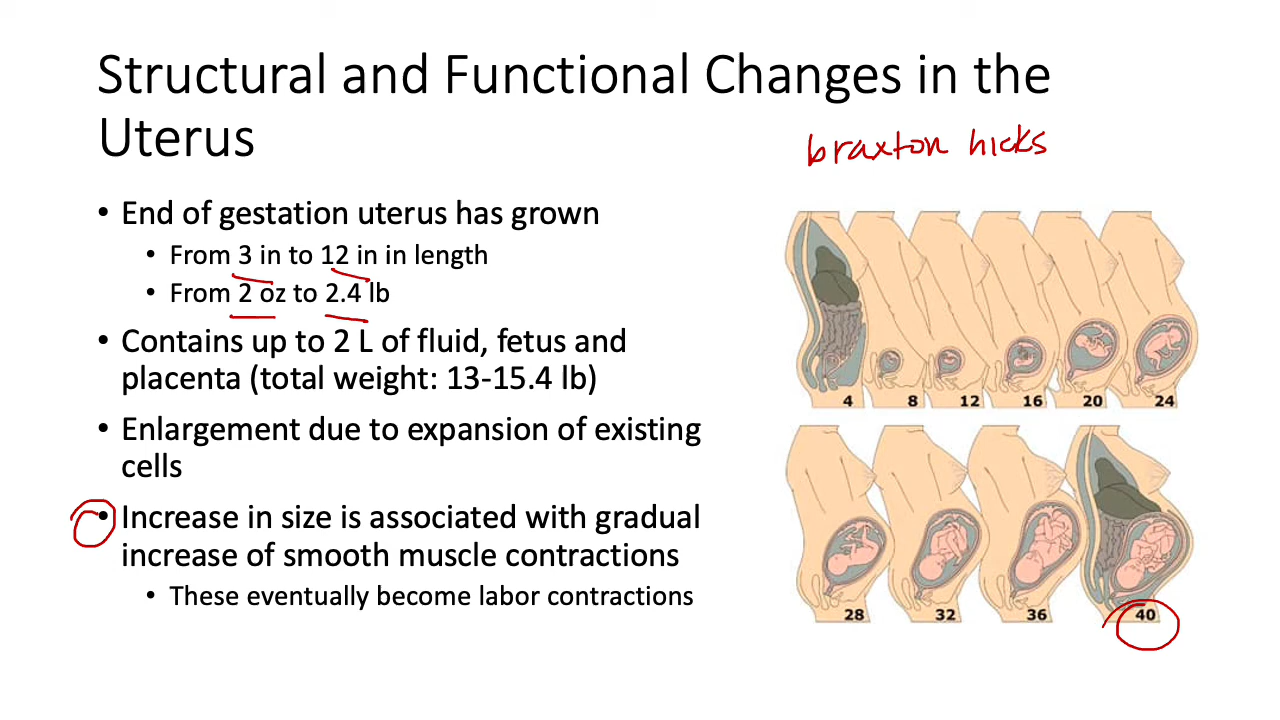 Structural and Functional Changes in the
Uterus
braxton hicks
• End of gestation uterus has grown
• From 3 in to 12 in in length
• From 2 oz to 2.4 lb
• Contains up to 2 L of fluid, fetus and
placenta (total weight: 13-15.4 lb)
• Enlargement due to expansion of existing
cells
• Increase in size is associated with gradual
increase of smooth muscle contractions
• These eventually become labor contractions
4 8 12 16 20 24
28 32 36 40